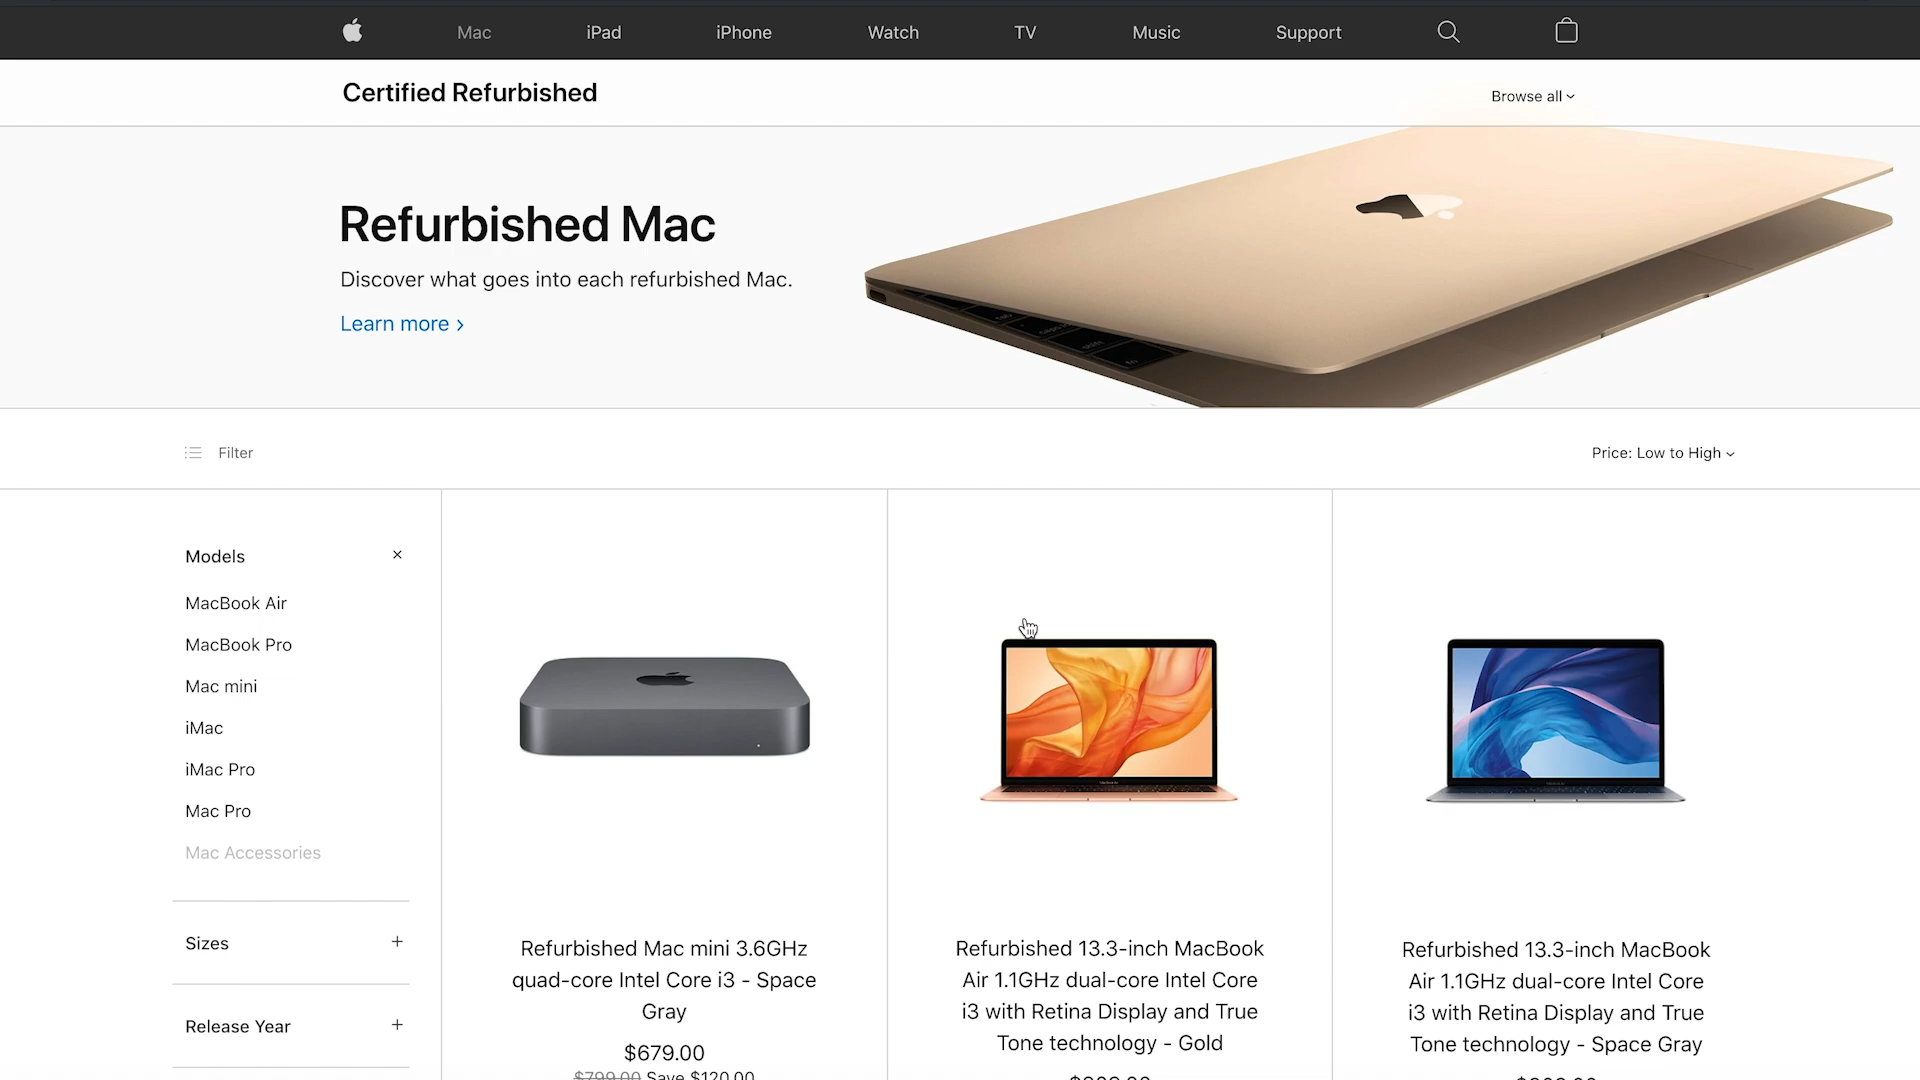 Mac
iPad
iPhone
Watch
TV
Music
Support
Certified Refurbished
Browse all
Refurbished Mac
Discover what goes into each refurbished Mac.
Learn more
Filter
Price: Low to High
Models
MacBook Air
MacBook Pro
Mac mini
iMac
iMac Pro
Mac Pro
Mac Accessories
Sizes
Release Year
Refurbished Mac mini 3.6GHz
quad-core Intel Core i3 - Space
Gray
$679.00
$799.00 Save $120.00
Refurbished 13.3-inch MacBook
Air 1.1GHz dual-core Intel Core
i3 with Retina Display and True
Tone technology - Gold
Refurbished 13.3-inch MacBook
Air 1.1GHz dual-core Intel Core
i3 with Retina Display and True
Tone technology - Space Gray